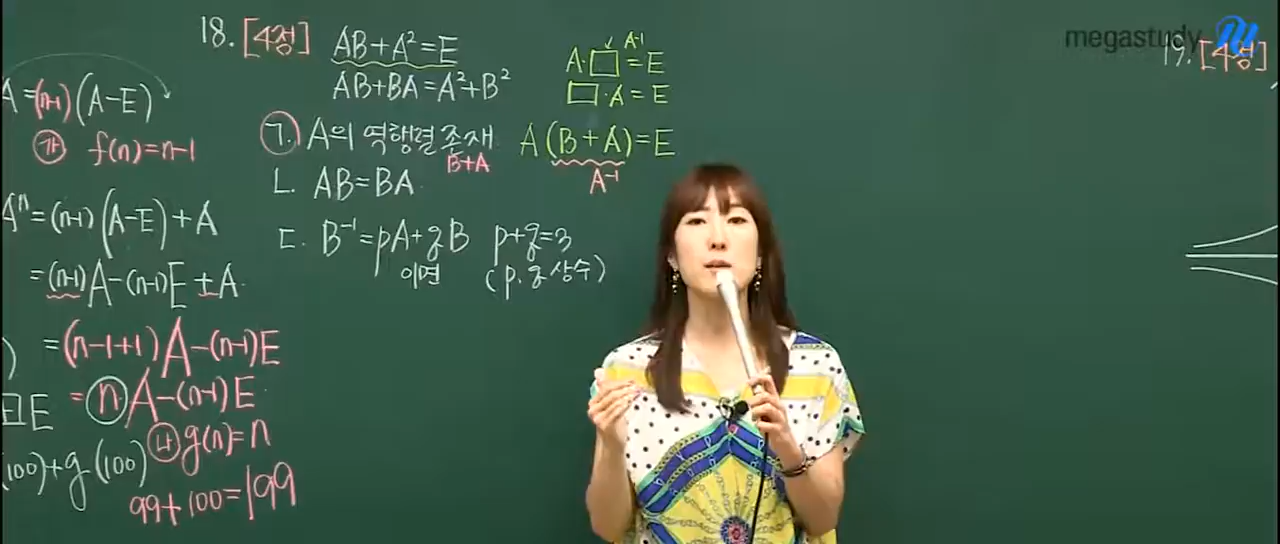 A=(n-1)(A-E)
가 f(n)=n-1
Aⁿ=(n-1)(A-E)+A
=(n-1)A-(n-1)E+A
=(n-1+1)A-(n-1)E
=nA-(n-1)E
E
나 g(n)=n
(100)+g(100)
99+100=199
18. [4점] AB+A²=E
AB+BA=A²+B²
ㄱ. A의 역행렬 존재
B+A
ㄴ. AB=BA
ㄷ. B⁻¹=pA+qB p+q=3
이면 (p, q 상수)
A⁻¹
A·□=E
□·A=E
A(B+A)=E
A⁻¹
megastudy
19. [4점]